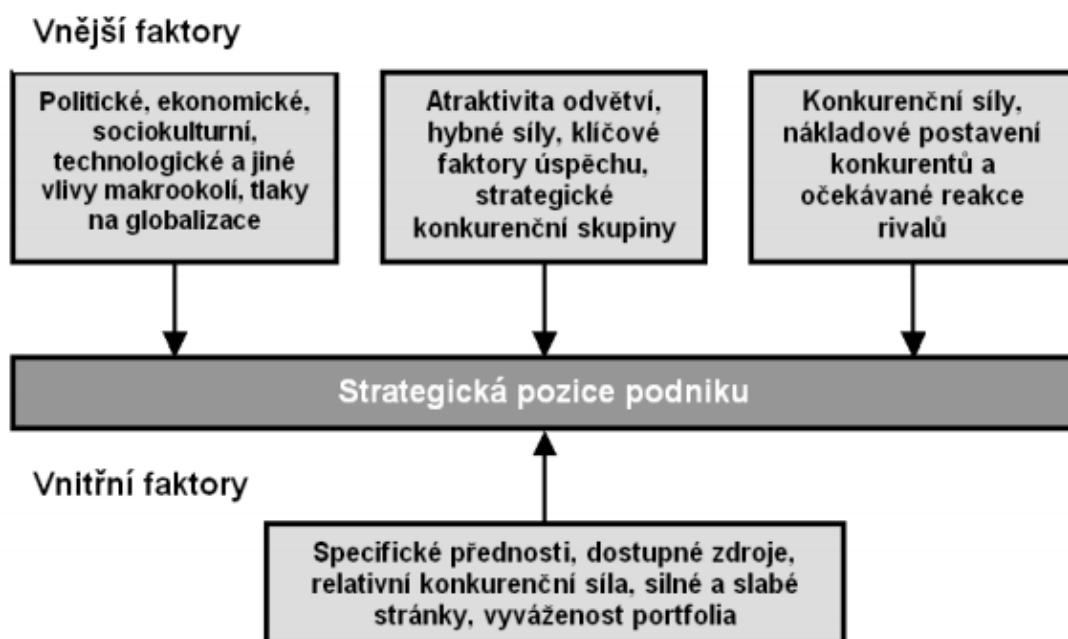 Vnější faktory
Politické, ekonomické,
sociokulturní,
technologické a jiné
vlivy makrookolí, tlaky
na globalizace
Atraktivita odvětví,
hybné síly, klíčové
faktory úspěchu,
strategické
konkurenční skupiny
Konkurenční síly,
nákladové postavení
konkurentů a
očekávané reakce
rivalů
Strategická pozice podniku
Vnitřní faktory
Specifické přednosti, dostupné zdroje,
relativní konkurenční síla, silné a slabé
stránky, vyváženost portfolia